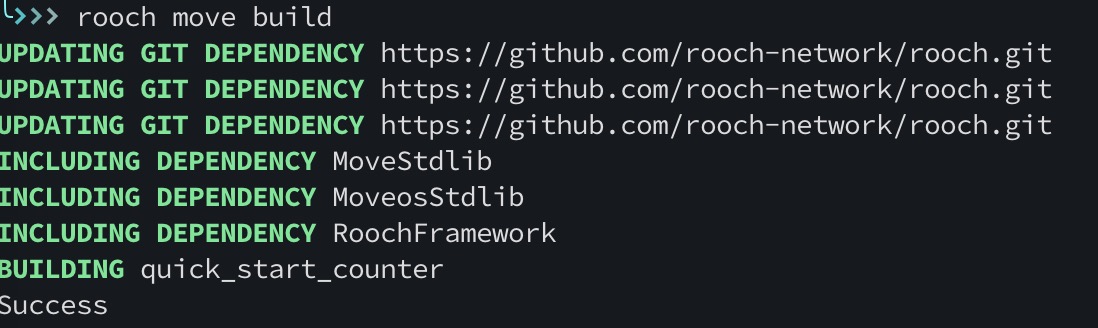 >>> rooch move build
UPDATING GIT DEPENDENCY https://github.com/rooch-network/rooch.git
UPDATING GIT DEPENDENCY https://github.com/rooch-network/rooch.git
UPDATING GIT DEPENDENCY https://github.com/rooch-network/rooch.git
INCLUDING DEPENDENCY MoveStdlib
INCLUDING DEPENDENCY MoveosStdlib
INCLUDING DEPENDENCY RoochFramework
BUILDING quick_start_counter
Success